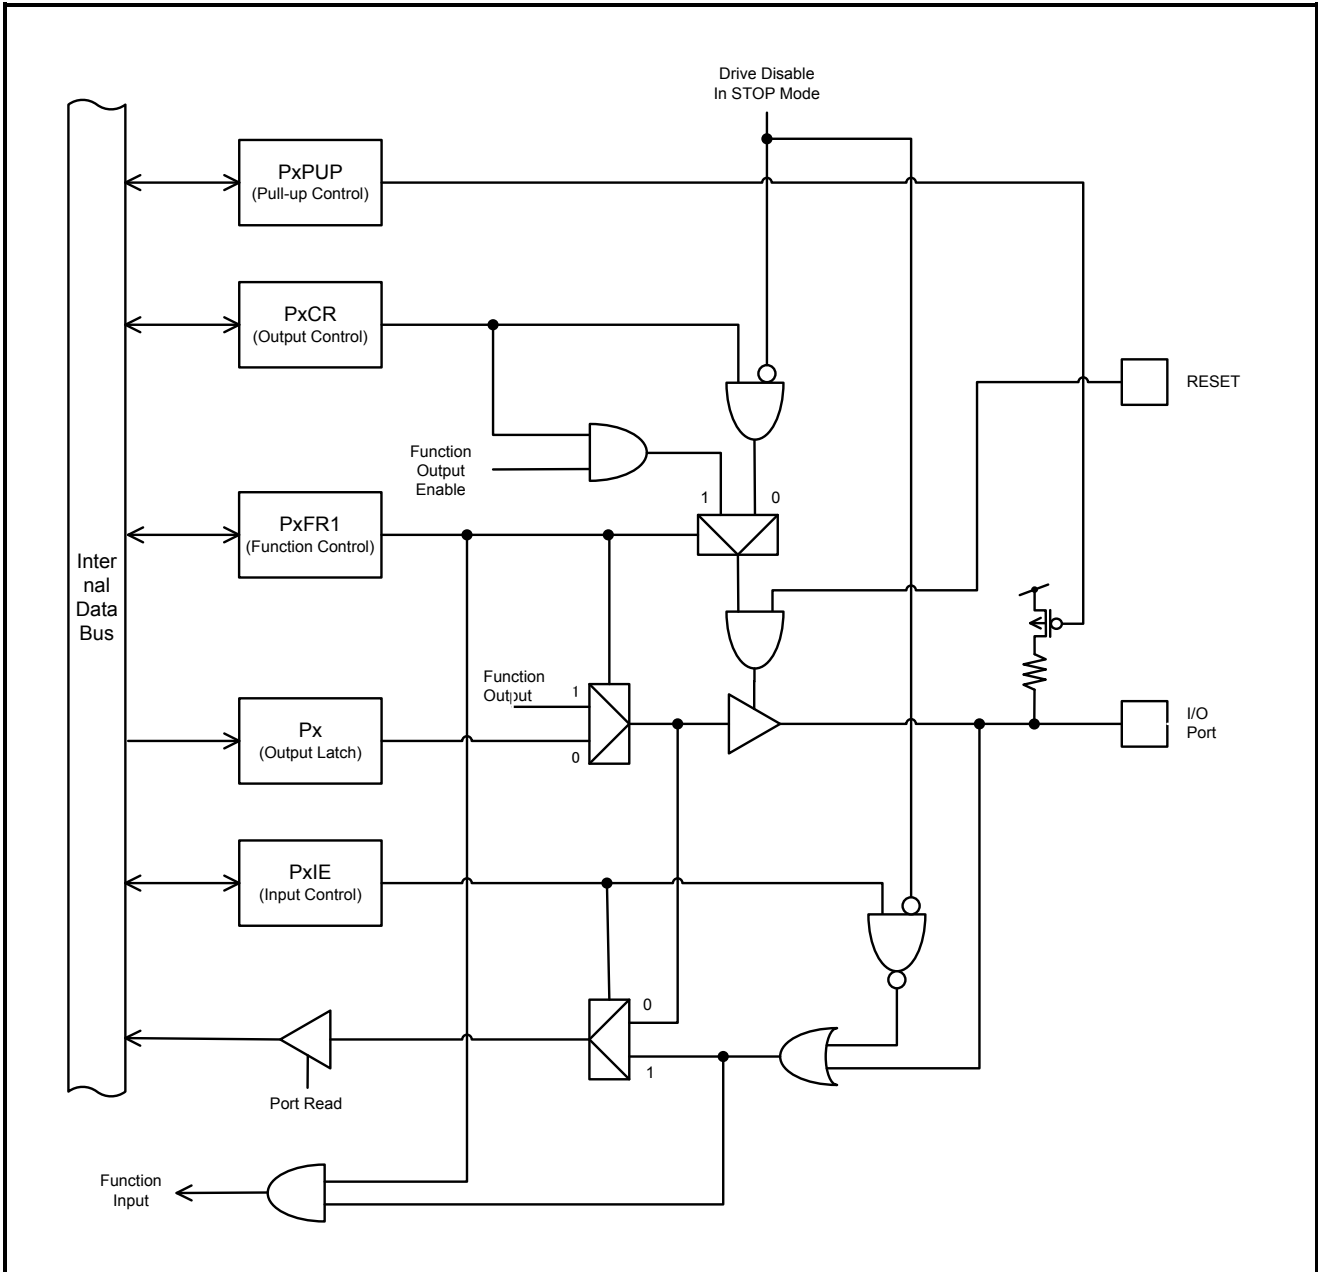 Drive Disable
In STOP Mode
PxPUP
(Pull-up Control)
PxCR
(Output Control)
RESET
Function
Output
Enable
1
0
PxFR1
(Function Control)
Inter
nal
Data
Bus
Function
Output
1
0
Px
(Output Latch)
I/O
Port
PxIE
(Input Control)
0
1
Port Read
Function
Input